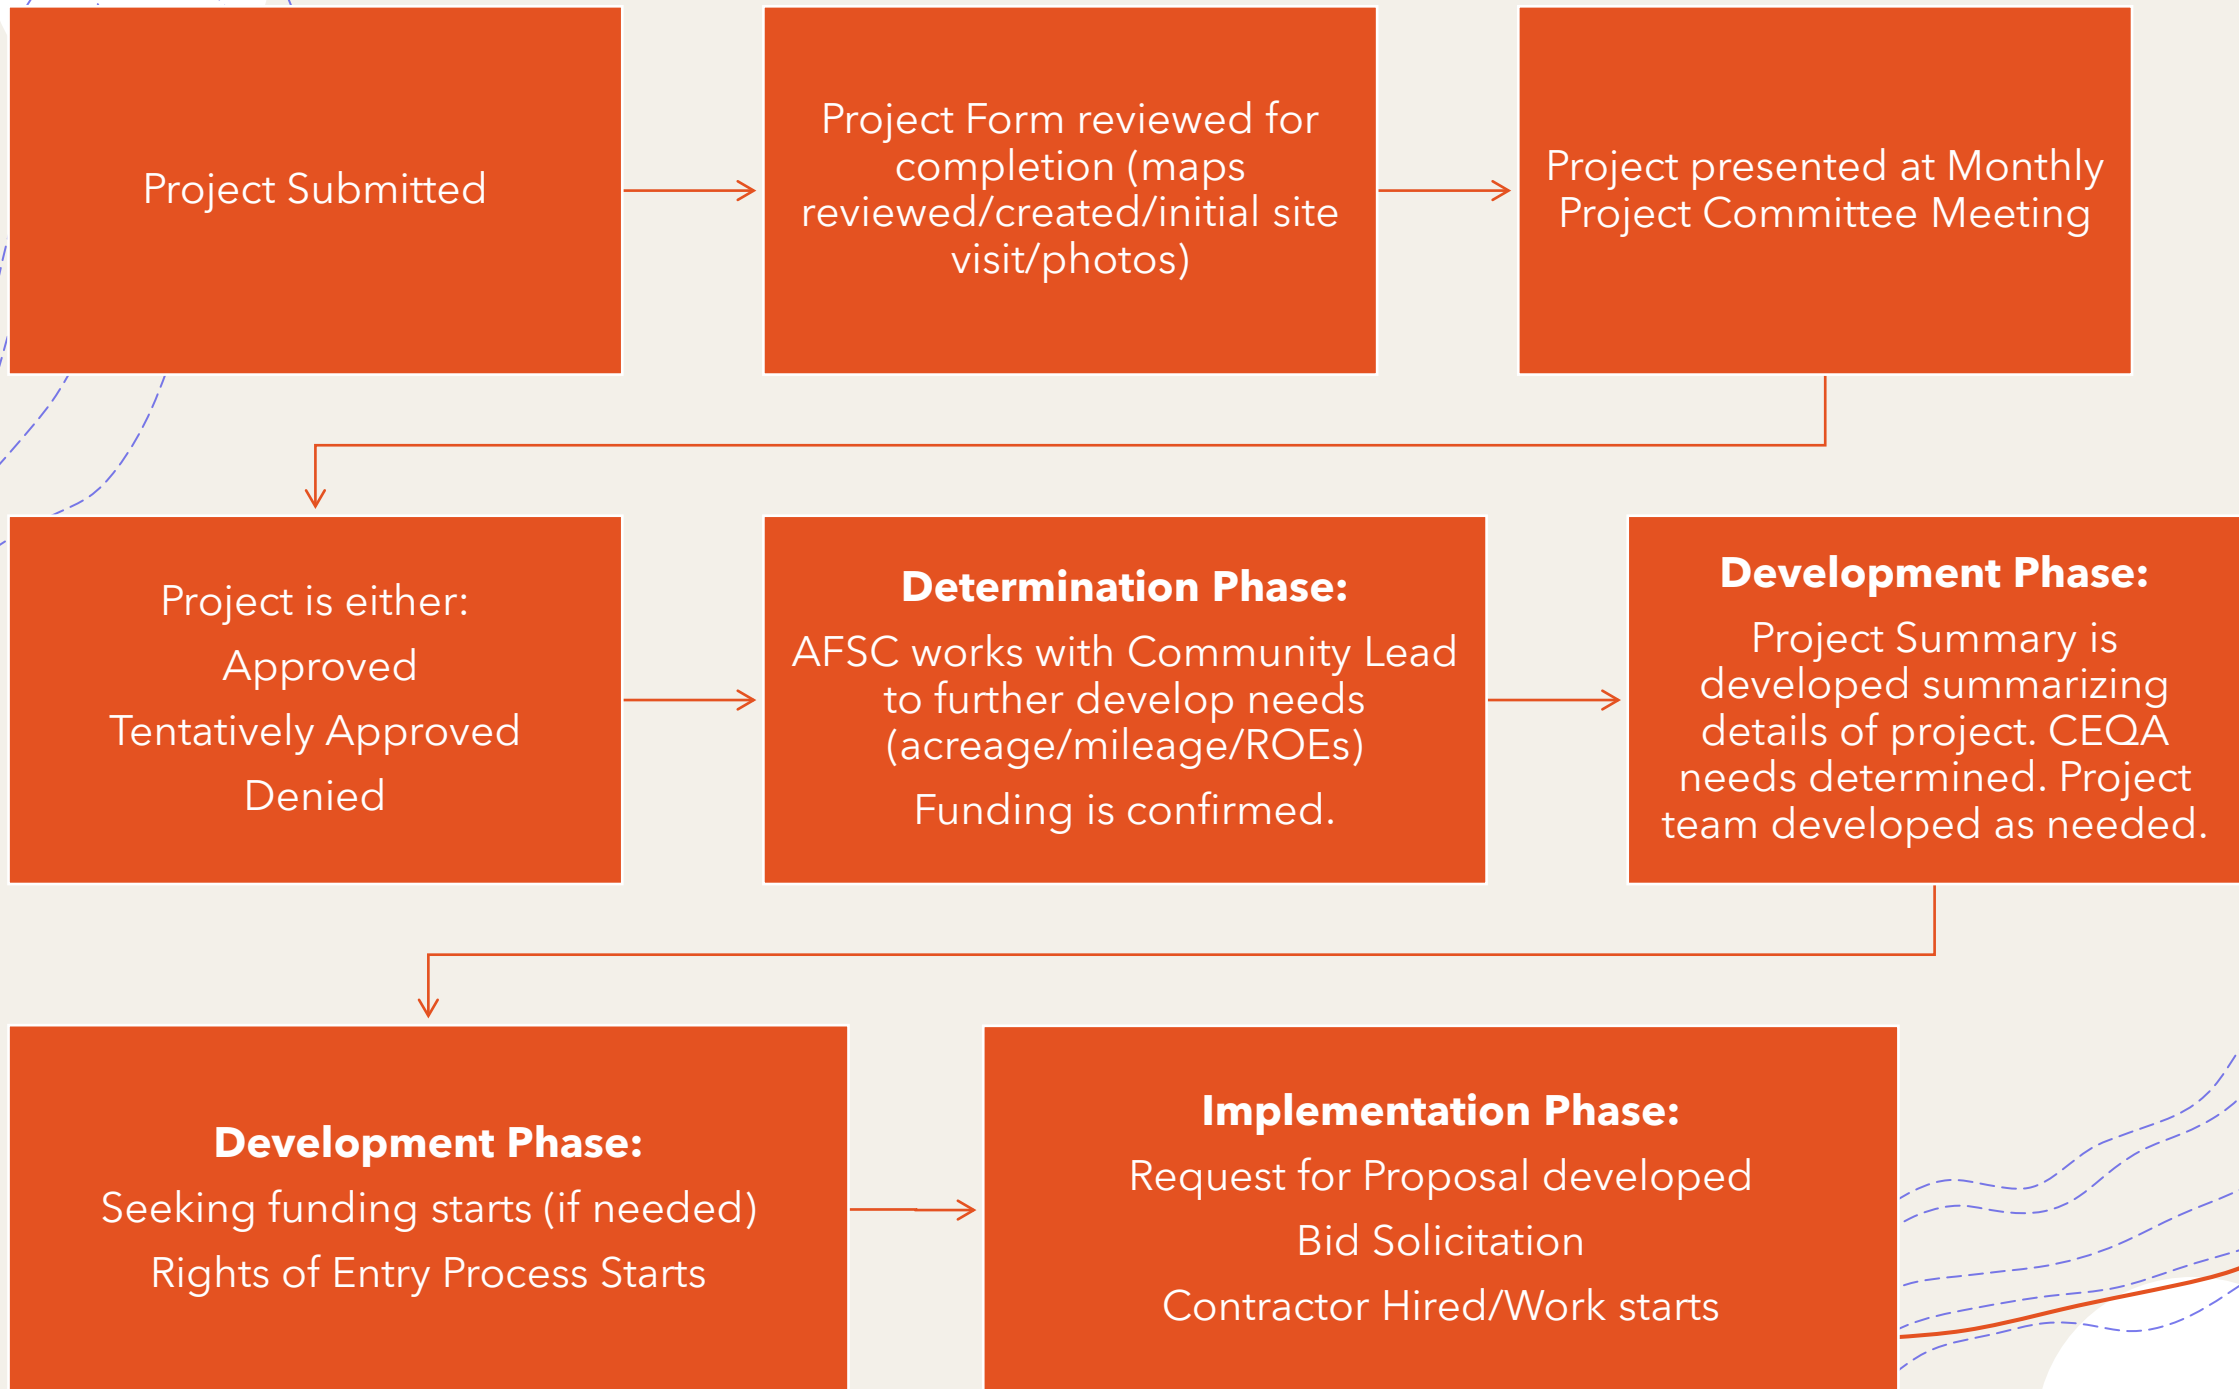 Project Submitted
Project Form reviewed for
completion (maps
reviewed/created/initial site
visit/photos)
Project presented at Monthly
Project Committee Meeting
Project is either:
Approved
Tentatively Approved
Denied
Determination Phase:
AFSC works with Community Lead
to further develop needs
(acreage/mileage/ROEs)
Funding is confirmed.
Development Phase:
Project Summary is
developed summarizing
details of project. CEQA
needs determined. Project
team developed as needed.
Development Phase:
Seeking funding starts (if needed)
Rights of Entry Process Starts
Implementation Phase:
Request for Proposal developed
Bid Solicitation
Contractor Hired/Work starts